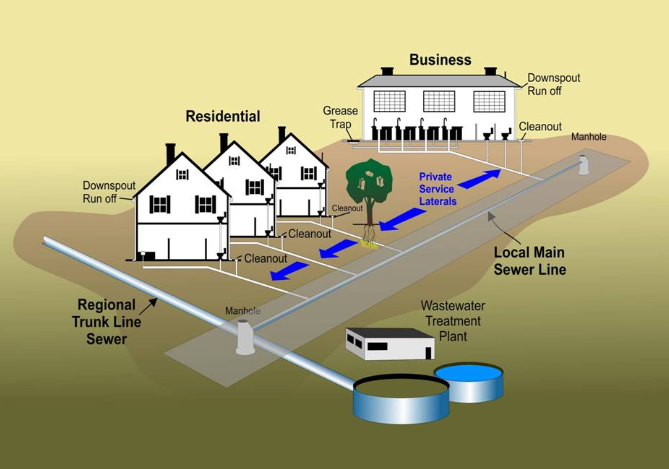 Business
Downspout
Run off
Residential
Grease
Trap
Cleanout
Manhole
Downspout
Run off
Private
Service
Laterals
Cleanout
Cleanout
Local Main
Sewer Line
Regional
Trunk Line
Sewer
Manhole
Wastewater
Treatment
Plant